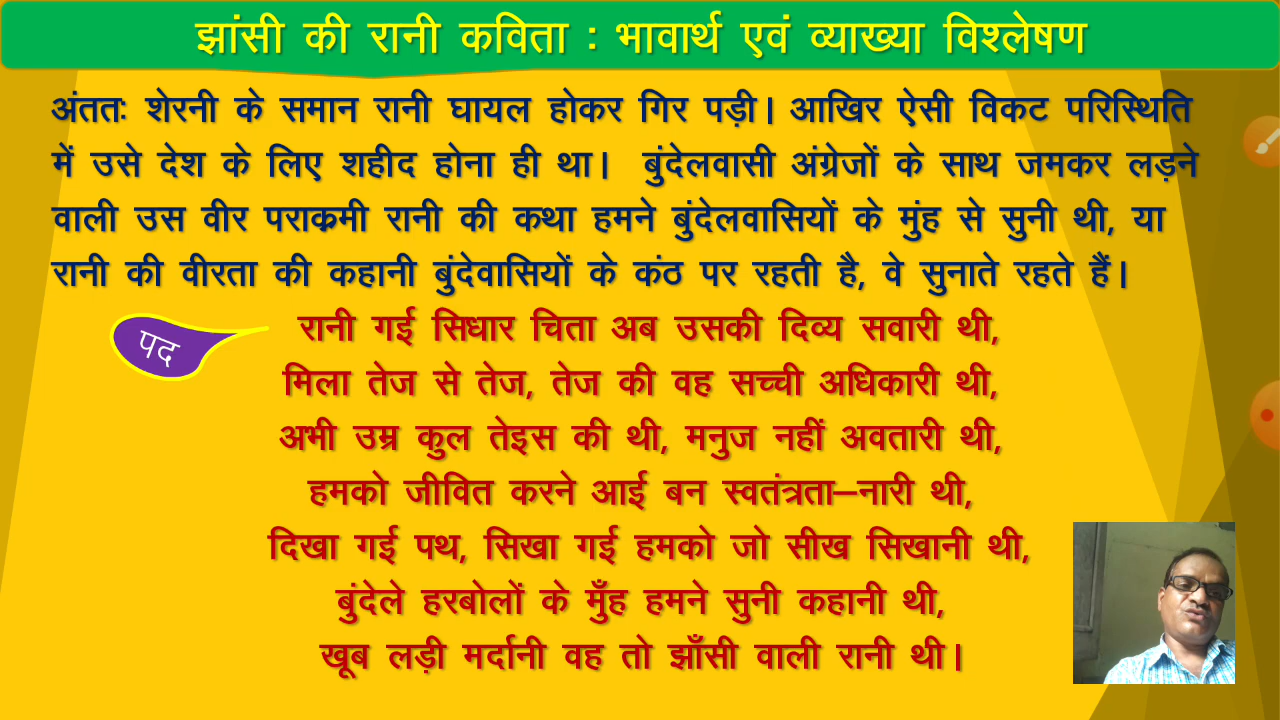 झांसी की रानी कविता : भावार्थ एवं व्याख्या विश्लेषण
अंततः शेरनी के समान रानी घायल होकर गिर पड़ी। आखिर ऐसी विकट परिस्थिति
में उसे देश के लिए शहीद होना ही था। बुंदेलवासी अंग्रेजों के साथ जमकर लड़ने
वाली उस वीर पराक्रमी रानी की कथा हमने बुंदेलवासियों के मुंह से सुनी थी, या
रानी की वीरता की कहानी बुंदेवासियों के कंठ पर रहती है, वे सुनाते रहते हैं।
पद
रानी गई सिधार चिता अब उसकी दिव्य सवारी थी,
मिला तेज से तेज, तेज की वह सच्ची अधिकारी थी,
अभी उम्र कुल तेइस की थी, मनुज नहीं अवतारी थी,
हमको जीवित करने आई बन स्वतंत्रता–नारी थी,
दिखा गई पथ, सिखा गई हमको जो सीख सिखानी थी,
बुंदेले हरबोलों के मुँह हमने सुनी कहानी थी,
खूब लड़ी मर्दानी वह तो झाँसी वाली रानी थी।